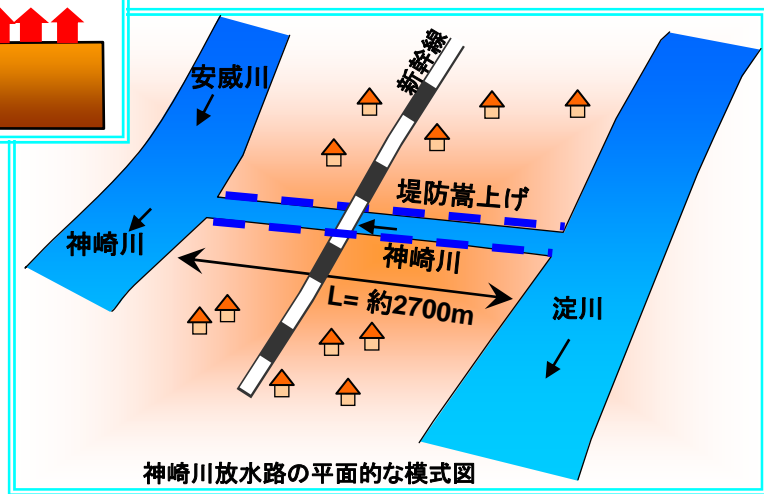 新幹線
安威川
堤防嵩上げ
神崎川
神崎川
L= 約2700m
淀川
神崎川放水路の平面的な模式図